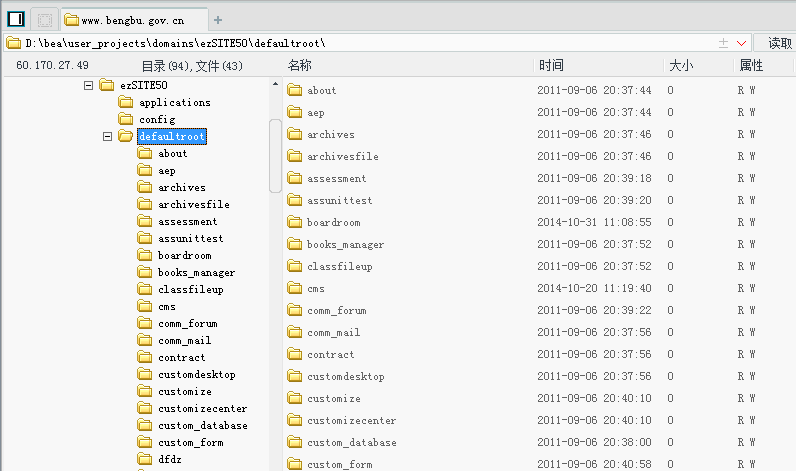 www.bengbu.gov.cn
D:\bea\user_projects\domains\ezSITE50\defaultroot\ 读取
60.170.27.49 目录(94),文件(43) 名称 时间 大小 属性
ezSITE50
applications
config
defaultroot
about
aep
archives
archivesfile
assessment
assunittest
boardroom
books_manager
classfileup
cms
comm_forum
comm_mail
contract
customdesktop
customize
customizecenter
custom_database
custom_form
dfdz
about 2011-09-06 20:37:44 0 R W
aep 2011-09-06 20:37:44 0 R W
archives 2011-09-06 20:37:46 0 R W
archivesfile 2011-09-06 20:37:46 0 R W
assessment 2011-09-06 20:39:18 0 R W
assunittest 2011-09-06 20:39:20 0 R W
boardroom 2014-10-31 11:08:55 0 R W
books_manager 2011-09-06 20:37:52 0 R W
classfileup 2011-09-06 20:37:52 0 R W
cms 2014-10-20 11:19:40 0 R W
comm_forum 2011-09-06 20:39:22 0 R W
comm_mail 2011-09-06 20:37:56 0 R W
contract 2011-09-06 20:37:56 0 R W
customdesktop 2011-09-06 20:37:56 0 R W
customize 2011-09-06 20:40:10 0 R W
customizecenter 2011-09-06 20:40:10 0 R W
custom_database 2011-09-06 20:38:00 0 R W
custom_form 2011-09-06 20:40:58 0 R W